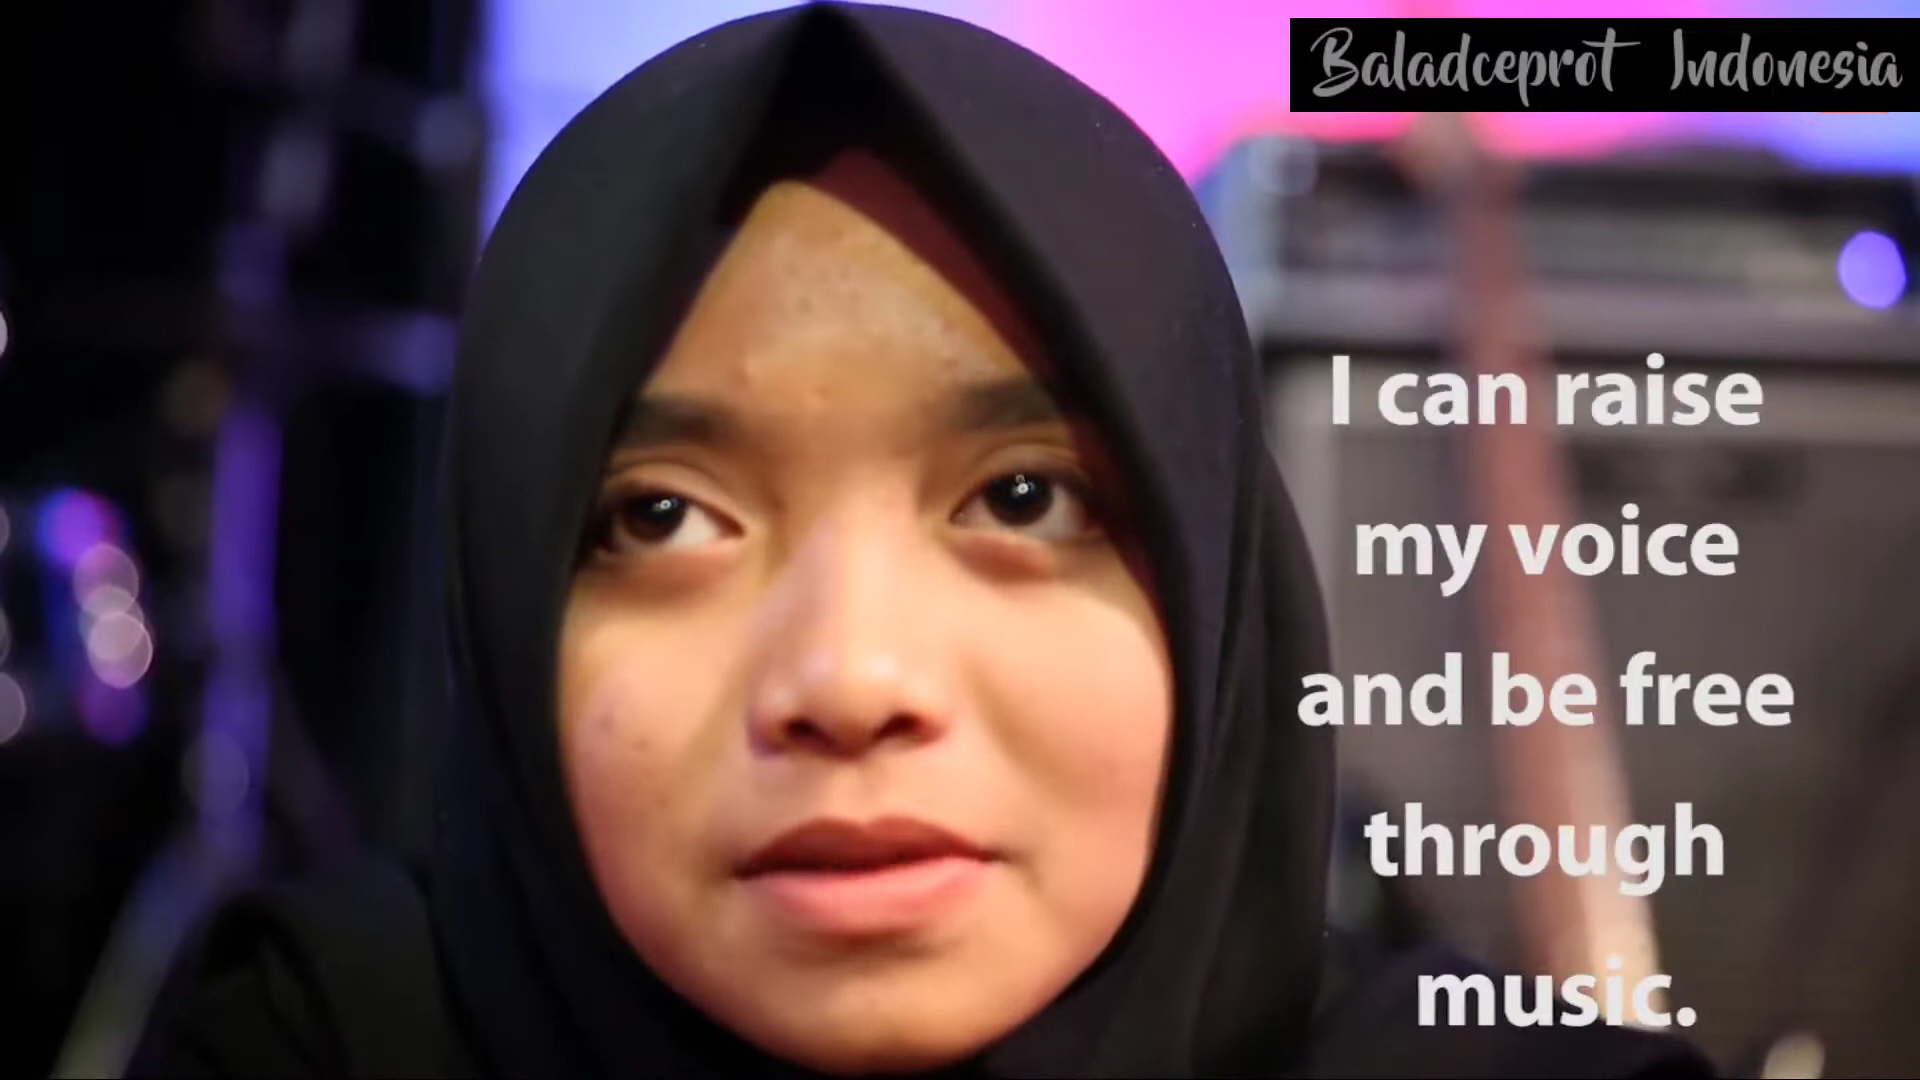 Baladceprot Indonesia
I can raise
my voice
and be free
through
music.